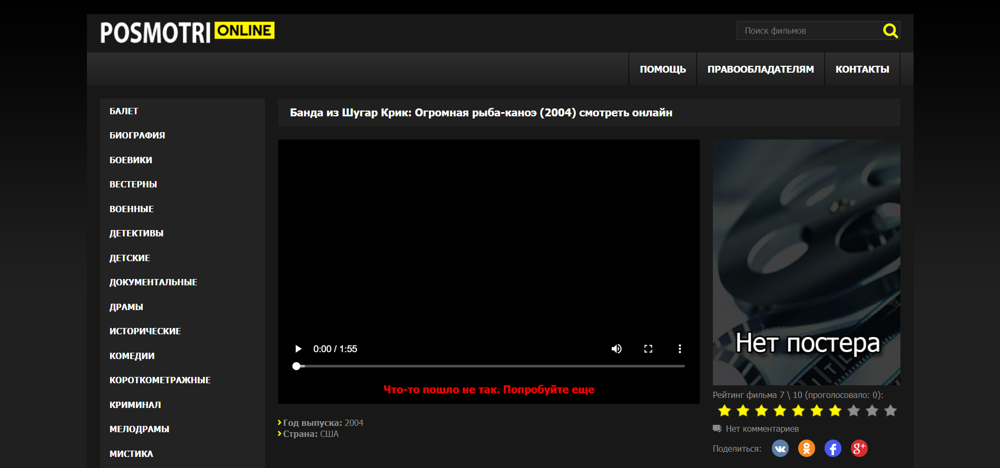 POSMOTRI ONLINE
Поиск фильмов
ПОМОЩЬ
ПРАВООБЛАДАТЕЛЯМ
КОНТАКТЫ
БАЛЕТ
БИОГРАФИЯ
БОЕВИКИ
ВЕСТЕРНЫ
ВОЕННЫЕ
ДЕТЕКТИВЫ
ДЕТСКИЕ
ДОКУМЕНТАЛЬНЫЕ
ДРАМЫ
ИСТОРИЧЕСКИЕ
КОМЕДИИ
КОРОТКОМЕТРАЖНЫЕ
КРИМИНАЛ
МЕЛОДРАМЫ
МИСТИКА
Банда из Шугар Крик: Огромная рыба-каноэ (2004) смотреть онлайн
0:00 / 1:55
Что-то пошло не так. Попробуйте еще
Год выпуска: 2004
Страна: США
Нет постера
Рейтинг фильма 7 \ 10 (проголосовало: 0):
Нет комментариев
Поделиться: